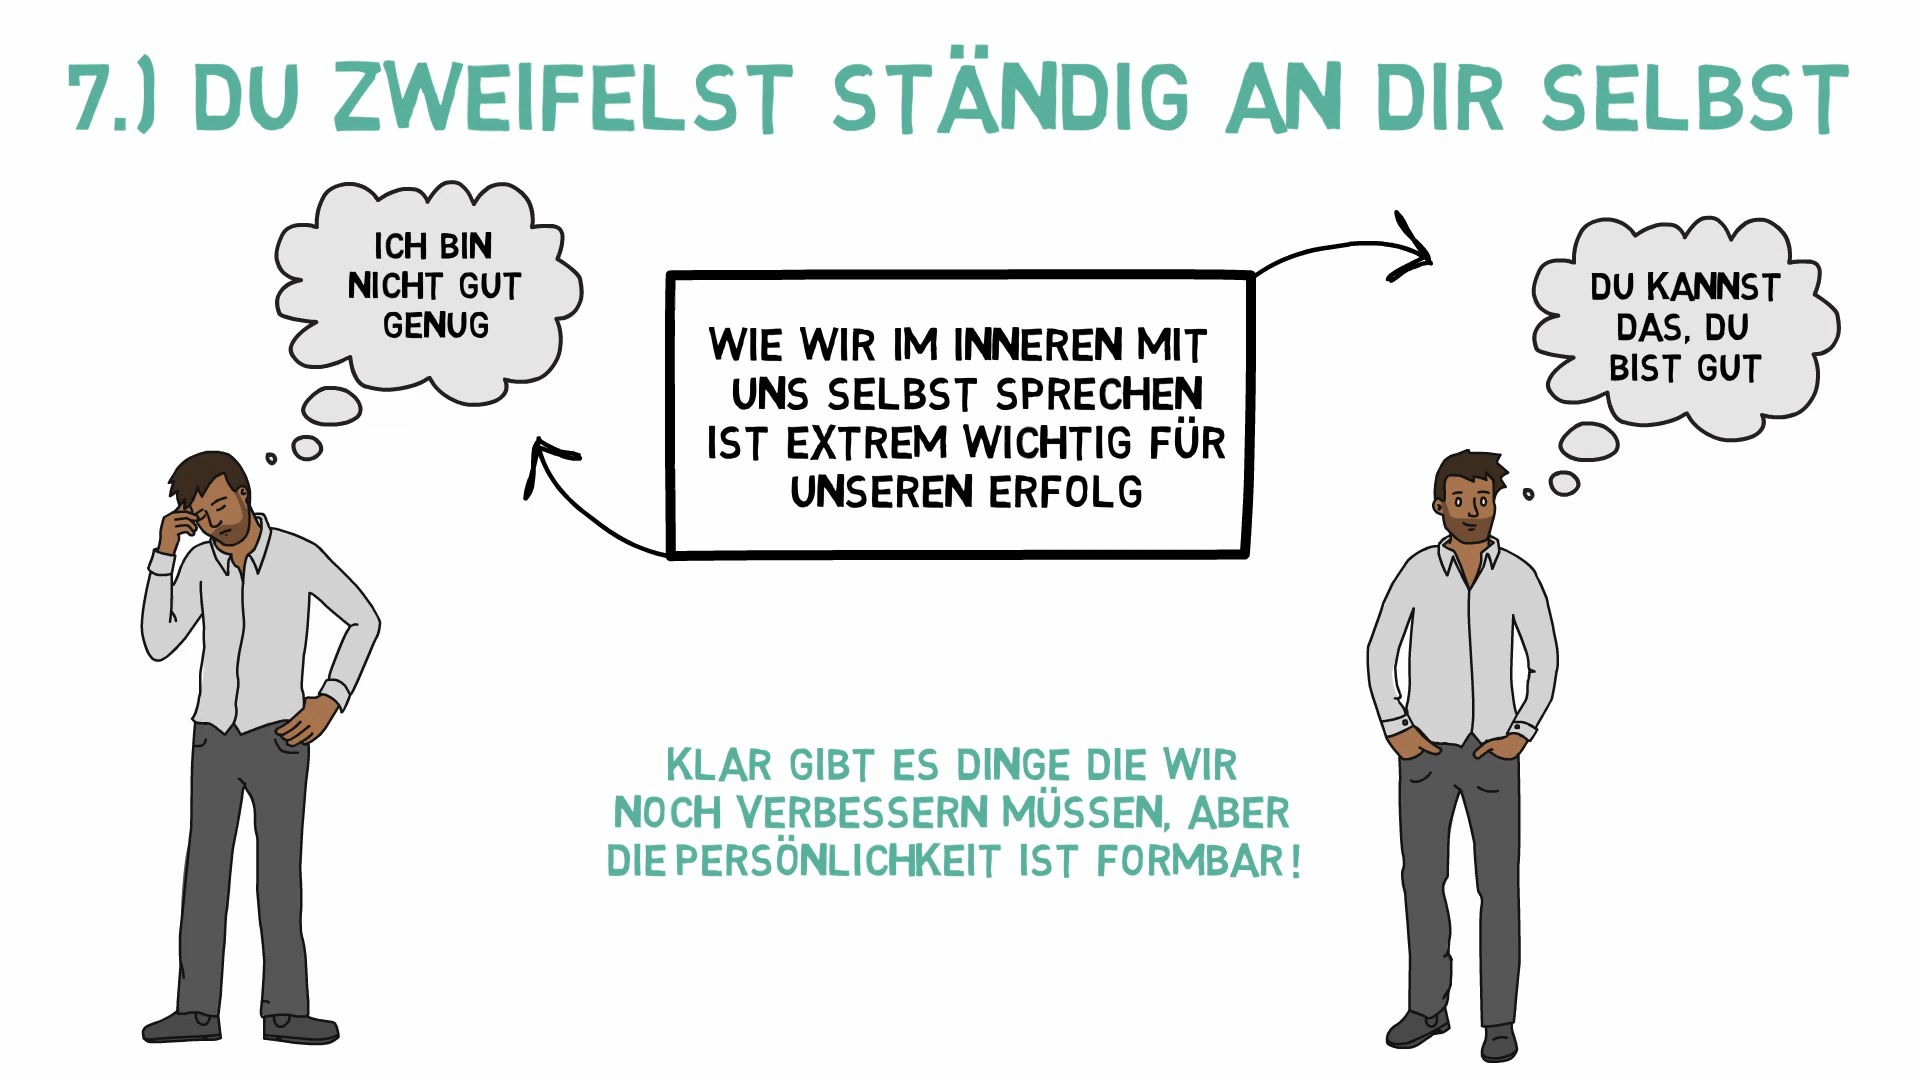 7.) DU ZWEIFELST STÄNDIG AN DIR SELBST
ICH BIN
NICHT GUT
GENUG
WIE WIR IM INNEREN MIT
UNS SELBST SPRECHEN
IST EXTREM WICHTIG FÜR
UNSEREN ERFOLG
DU KANNST
DAS, DU
BIST GUT
KLAR GIBT ES DINGE DIE WIR
NOCH VERBESSERN MÜSSEN, ABER
DIE PERSÖNLICHKEIT IST FORMBAR!